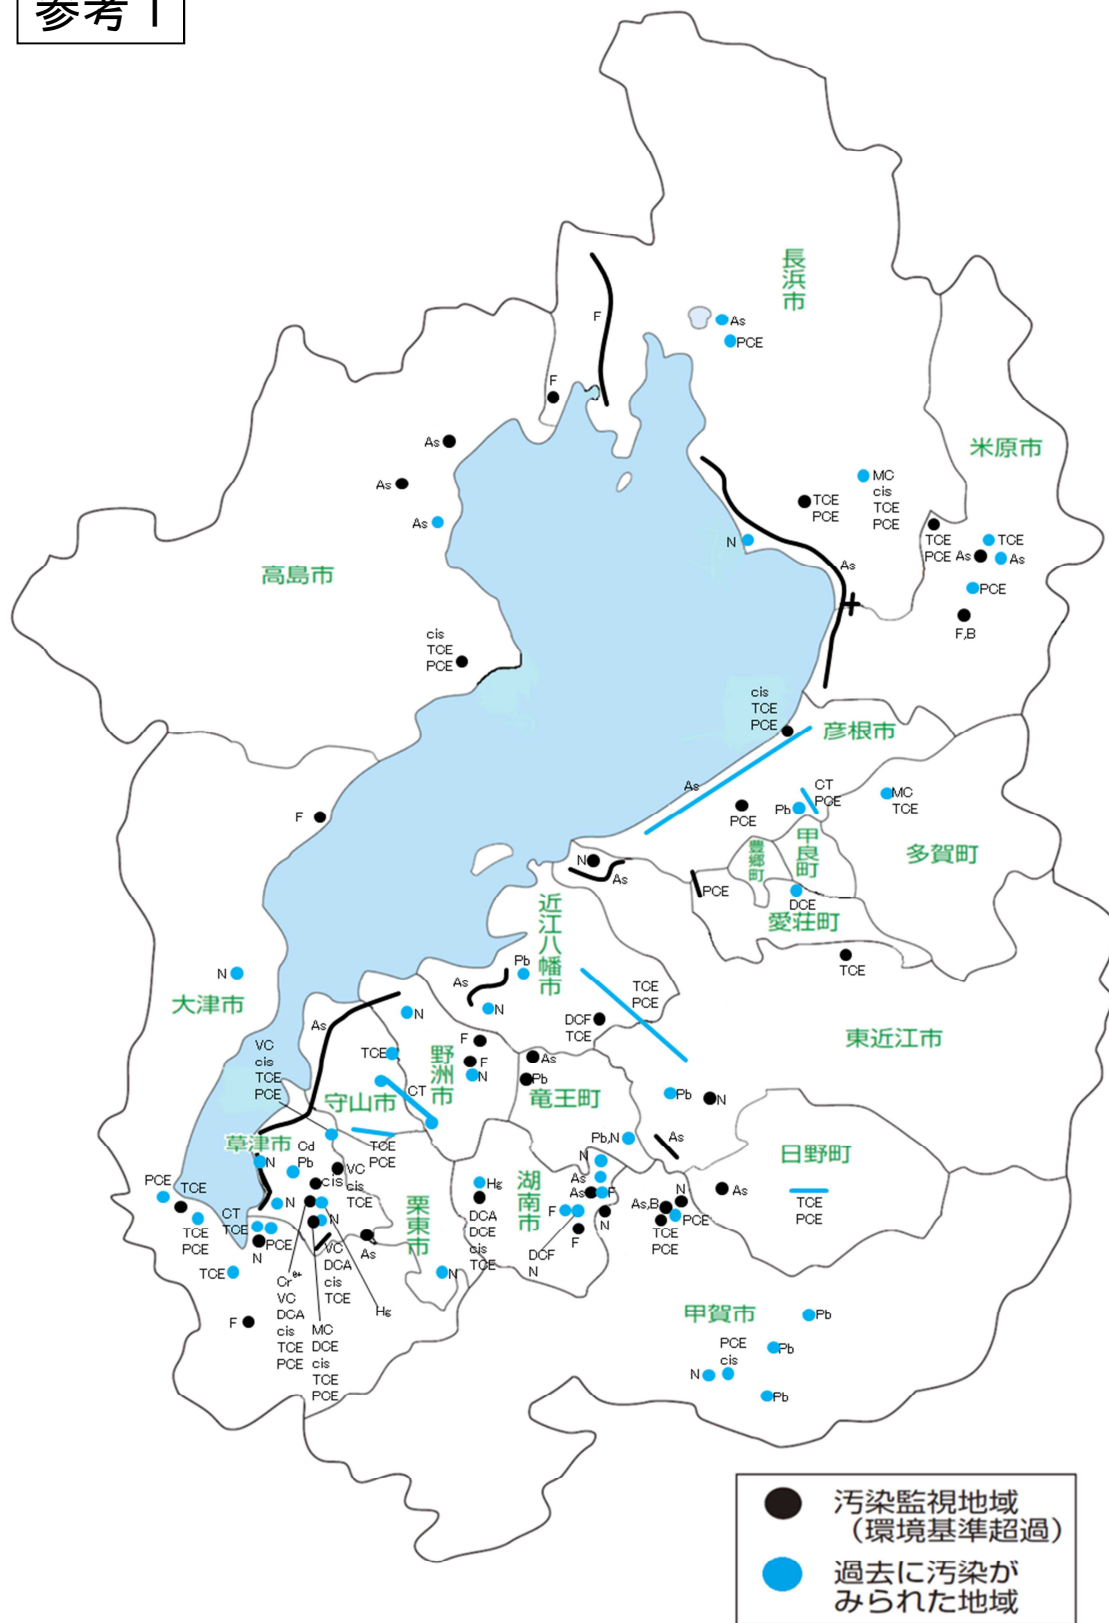 参考1
長
浜
市
As
PCE
F
F
As
As
As
米原市
MC
cis
TCE
PCE
TCE
PCE
N
TCE
PCE
TCE
As
As
PCE
F,B
As
高島市
cis
TCE
PCE
cis
TCE
PCE
彦根市
As
PCE
Pb
CT
PCE
MC
TCE
F
豊
郷
町
甲
良
町
多賀町
N
As
PCE
DCE
愛荘町
TCE
近
江
八
幡
市
Pb
As
N
TCE
PCE
DCF
TCE
N
大津市
東近江市
As
N
TCE
野
洲
市
F
F
N
As
Pb
竜王町
Pb
N
VC
cis
TCE
PCE
守山市
CT
TCE
PCE
草津市
Cd
Pb
N
VC
cis
TCE
cis
N
N
Pb,N
As
日野町
TCE
PCE
PCE
TCE
TCE
PCE
CT
TCE
PCE
N
TCE
F
VC
DCA
cis
TCE
As
栗
東
市
N
Hg
DCA
DCE
cis
TCE
湖
南
市
N
As
As
F
F
N
F
DCF
N
As,B
N
PCE
TCE
PCE
As
Cr⁶⁺
VC
DCA
cis
TCE
PCE
MC
DCE
cis
TCE
PCE
Hg
甲賀市
Pb
PCE
cis
Pb
N
Pb
汚染監視地域
(環境基準超過)
過去に汚染が
みられた地域